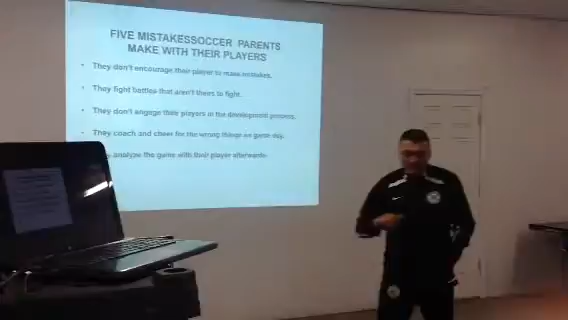 FIVE MISTAKESSOCCER PARENTS
MAKE WITH THEIR PLAYERS
• They don't encourage their player to make mistakes.
• They fight battles that aren't theirs to fight.
• They don't engage their players in the development process.
• They coach and cheer for the wrong things on game day.
analyze the game with their player afterwards.